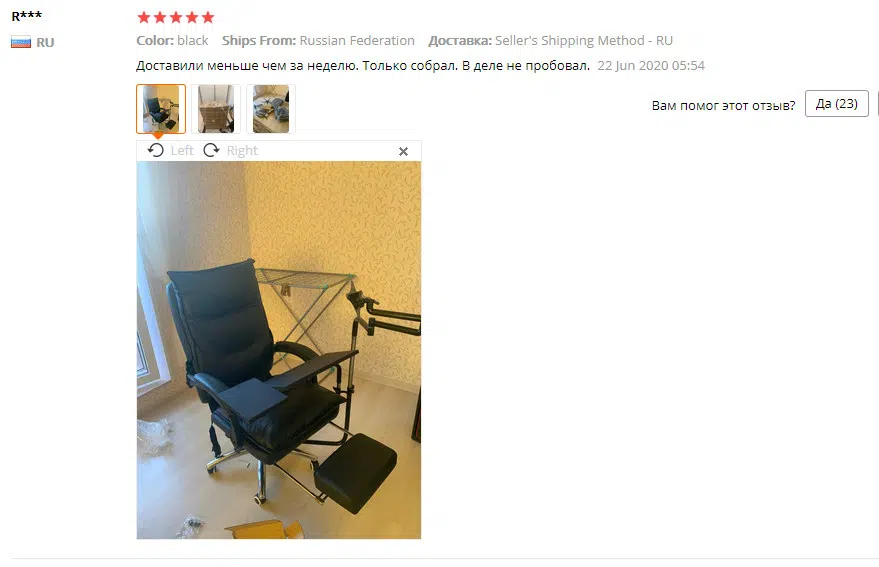 R***
RU
Color: black Ships From: Russian Federation Доставка: Seller's Shipping Method - RU
Доставили меньше чем за неделю. Только собрал. В деле не пробовал. 22 Jun 2020 05:54
Вам помог этот отзыв? Да (23)
Left Right